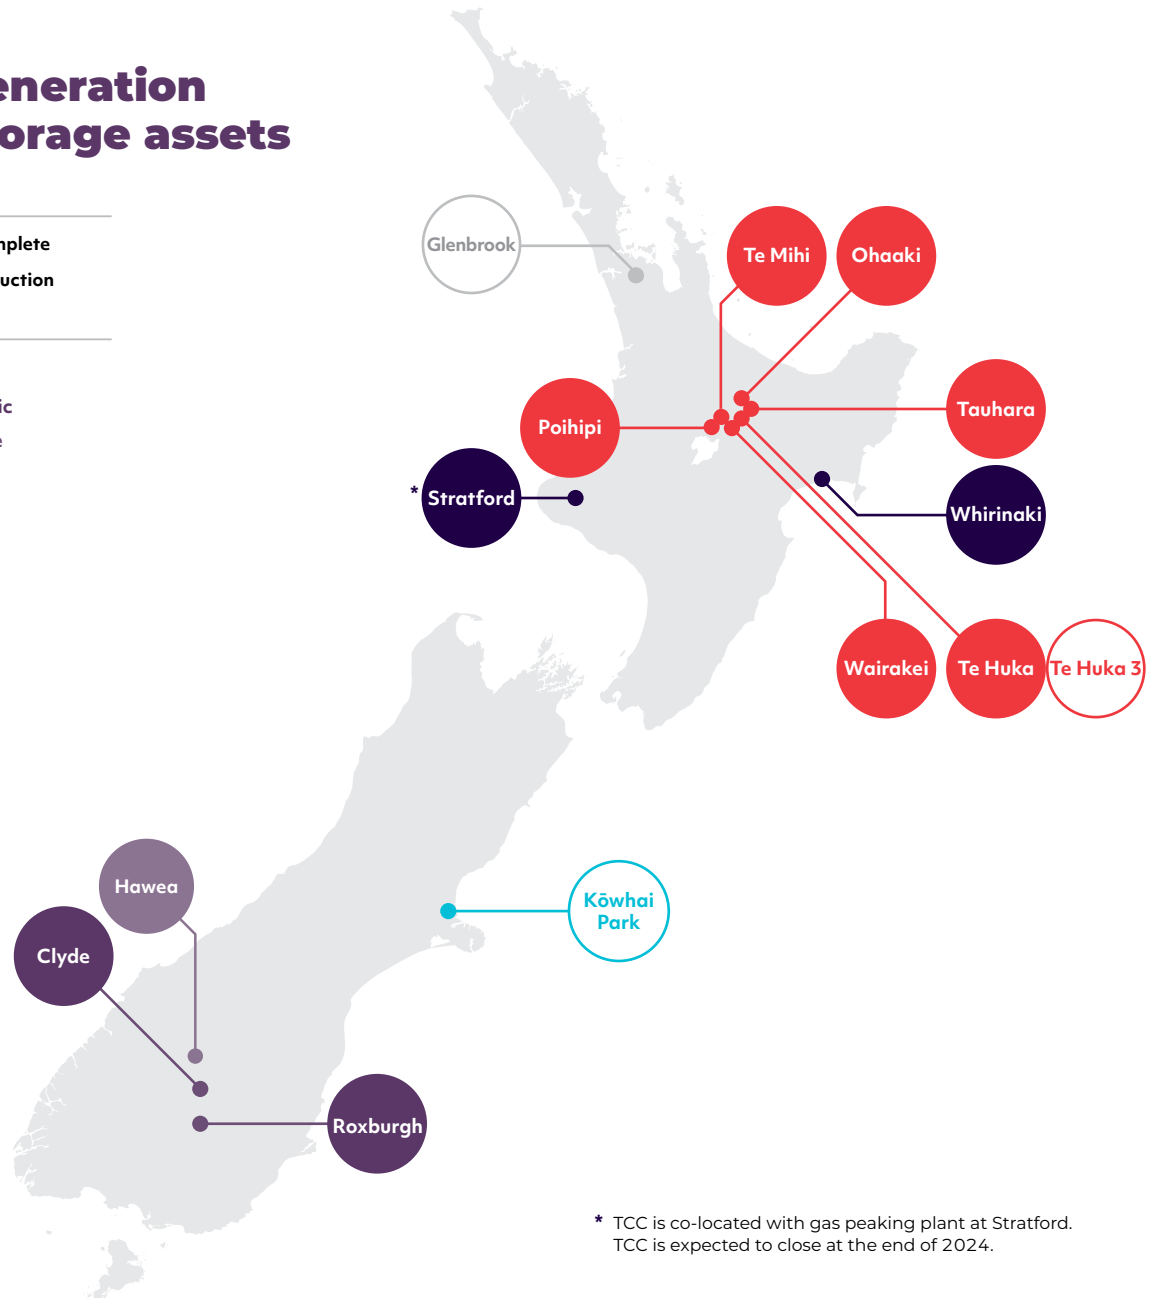 eneration
orage assets
mplete
uction
ic
e
Glenbrook
Te Mihi
Ohaaki
Poihipi
Tauhara
* Stratford
Whirinaki
Wairakei
Te Huka
Te Huka 3
Hawea
Kōwhai
Park
Clyde
Roxburgh
* TCC is co-located with gas peaking plant at Stratford.
TCC is expected to close at the end of 2024.